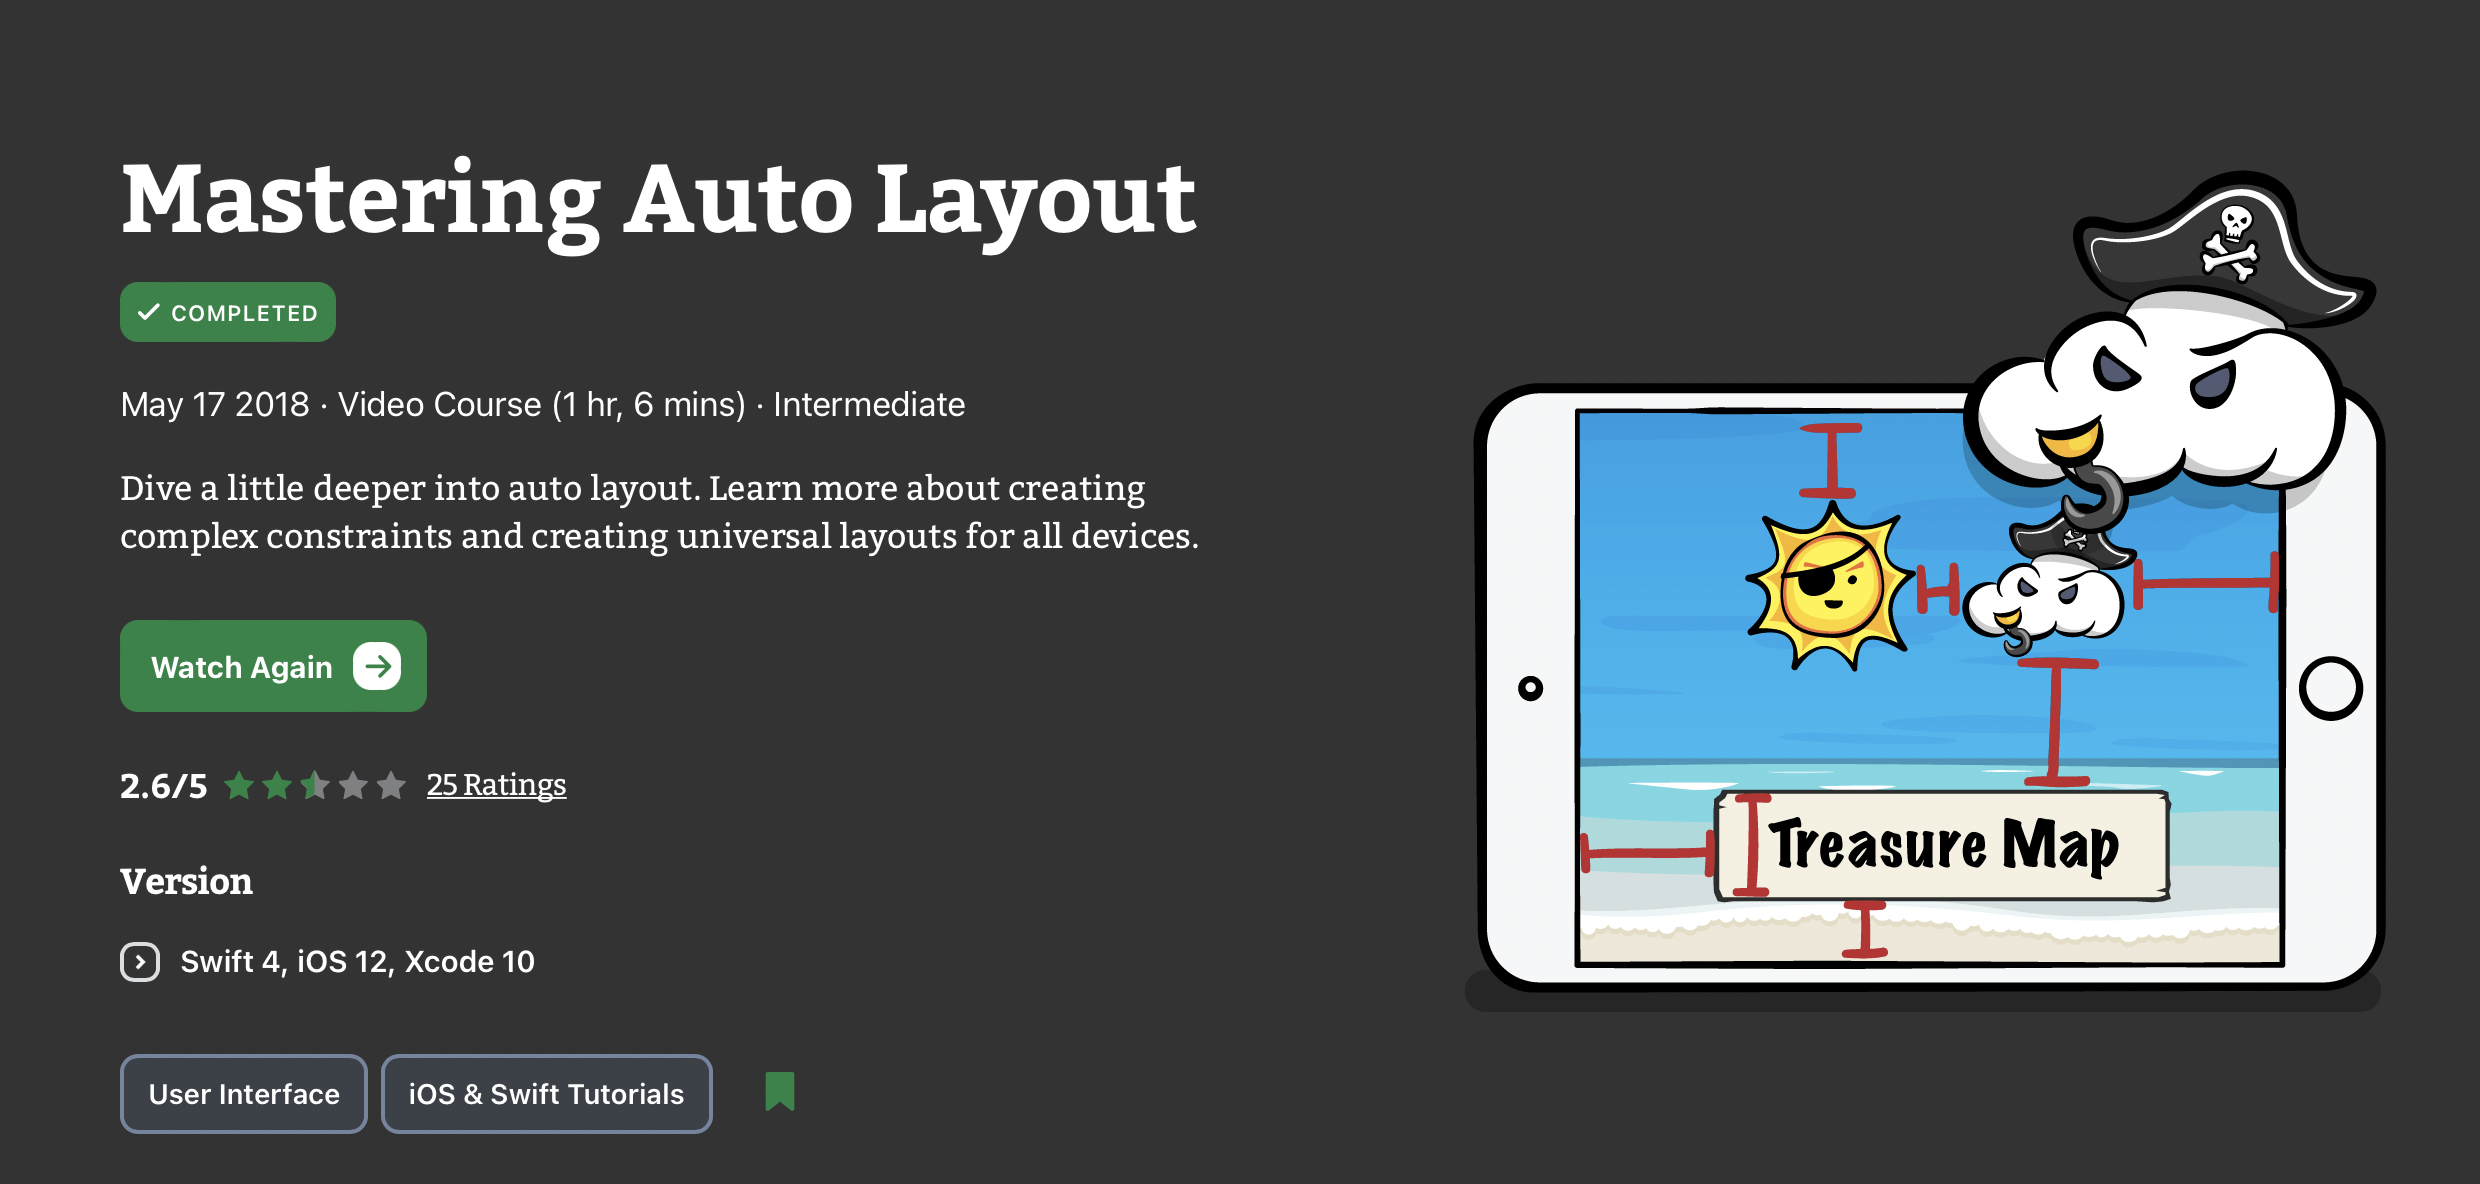 Mastering Auto Layout
COMPLETED
May 17 2018 · Video Course (1 hr, 6 mins) · Intermediate
Dive a little deeper into auto layout. Learn more about creating
complex constraints and creating universal layouts for all devices.
Watch Again
2.6/5 25 Ratings
Version
Swift 4, iOS 12, Xcode 10
User Interface iOS & Swift Tutorials
Treasure Map